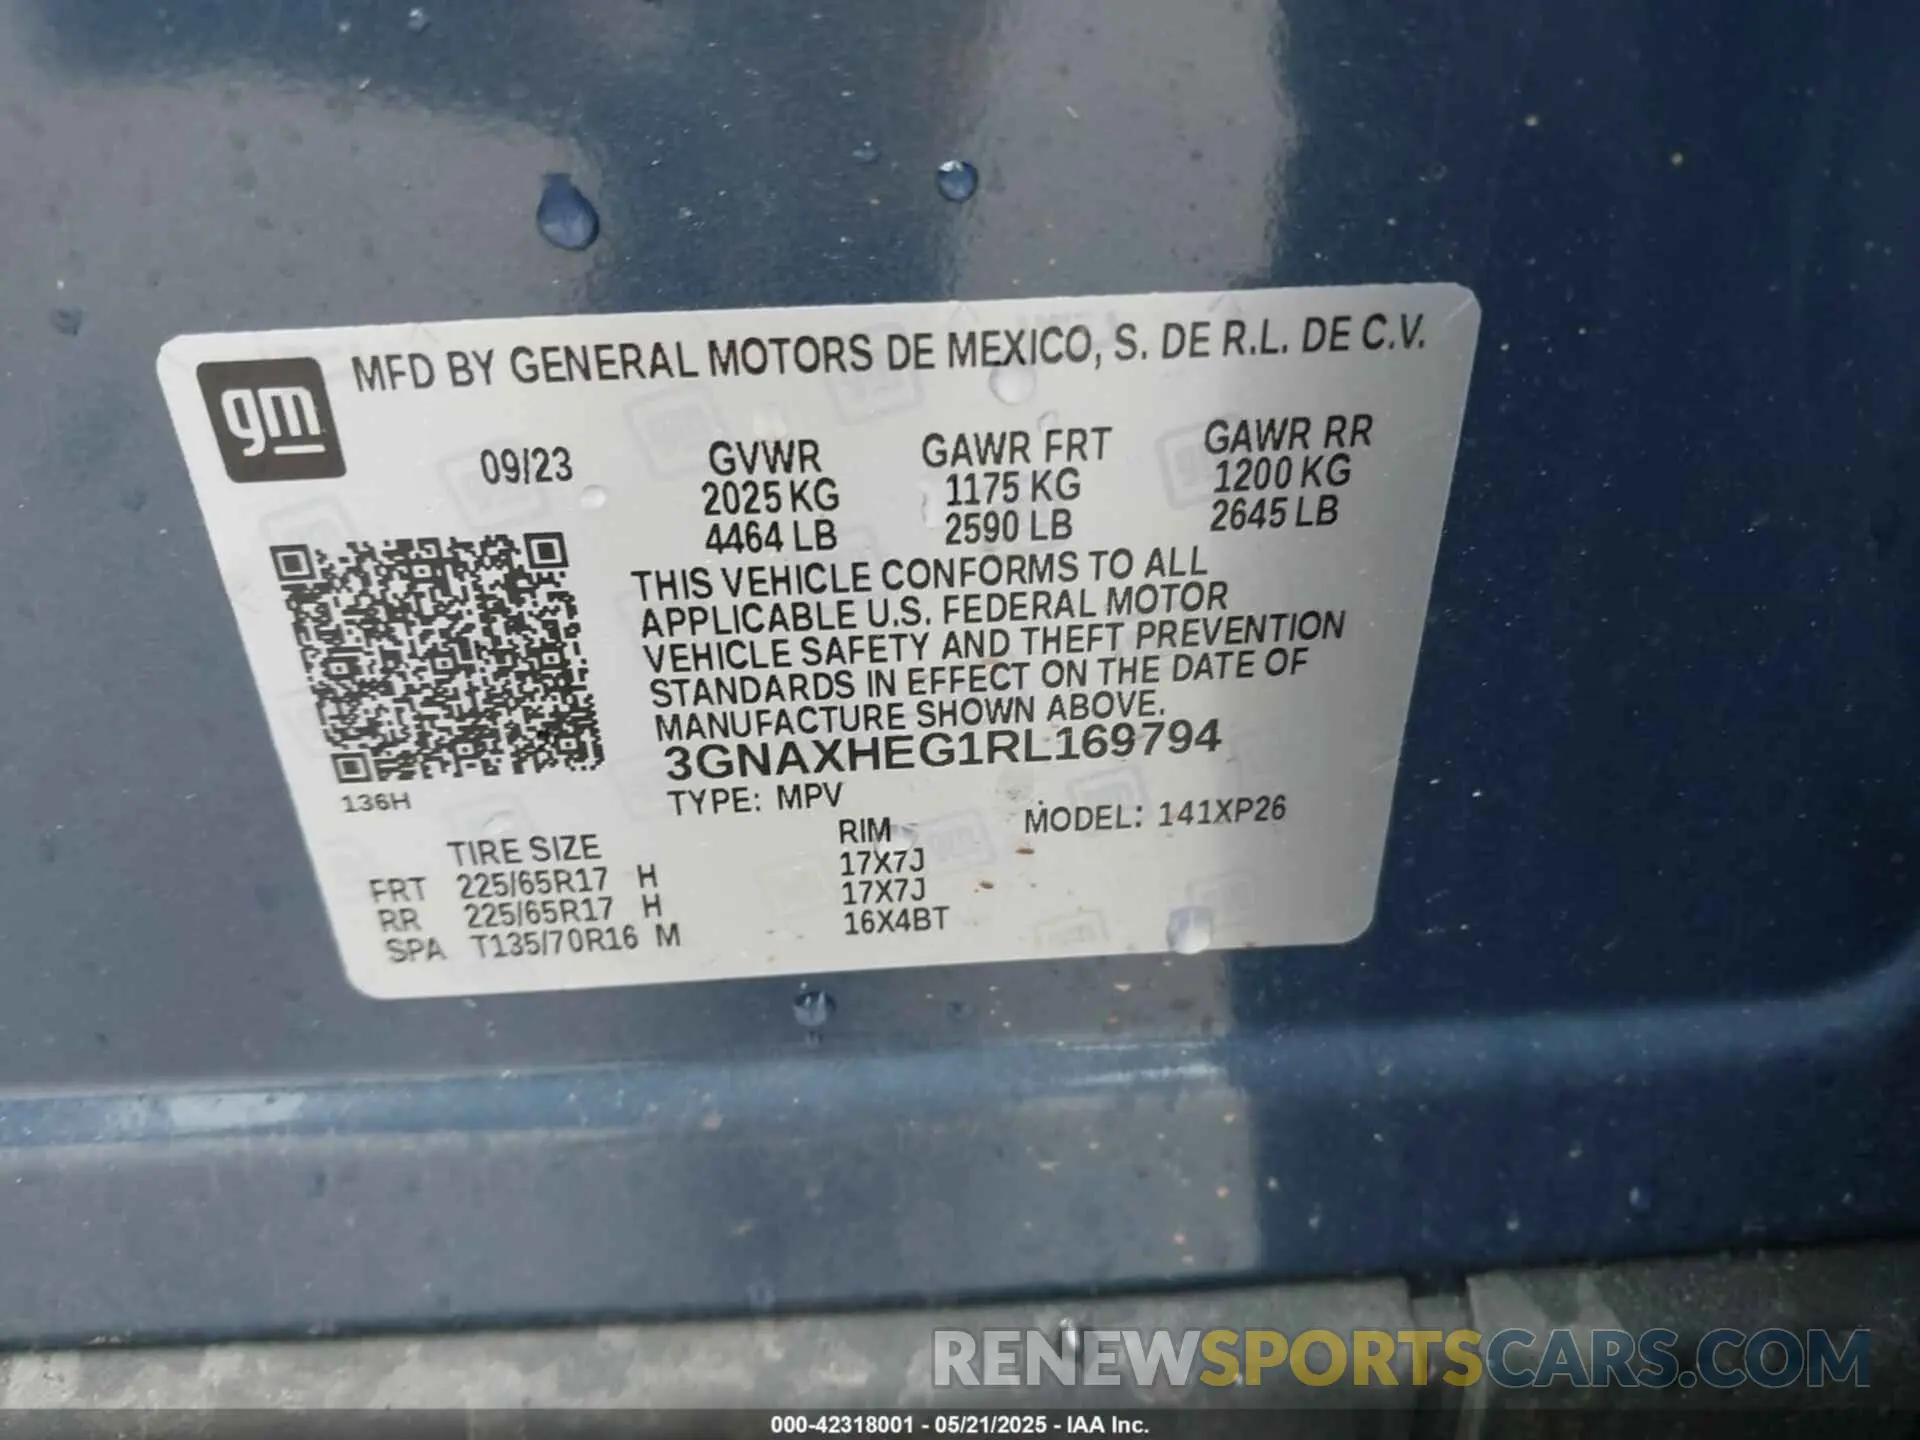 gm
MFD BY GENERAL MOTORS DE MEXICO, S. DE R.L. DE C.V.
09/23 GVWR GAWR FRT GAWR RR
2025 KG 1175 KG 1200 KG
4464 LB 2590 LB 2645 LB
THIS VEHICLE CONFORMS TO ALL
APPLICABLE U.S. FEDERAL MOTOR
VEHICLE SAFETY AND THEFT PREVENTION
STANDARDS IN EFFECT ON THE DATE OF
MANUFACTURE SHOWN ABOVE.
3GNAXHEG1RL169794
136H TYPE: MPV MODEL: 141XP26
TIRE SIZE RIM
FRT 225/65R17 H 17X7J
RR 225/65R17 H 17X7J
SPA T135/70R16 M 16X4BT
RENEWSPORTSCARS.COM
000-42318001 - 05/21/2025 - IAA Inc.